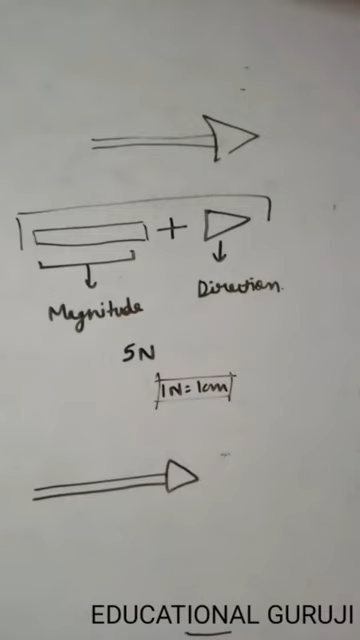 +
Magnitude
Direction.
5N
1N = 1cm
EDUCATIONAL GURUJI